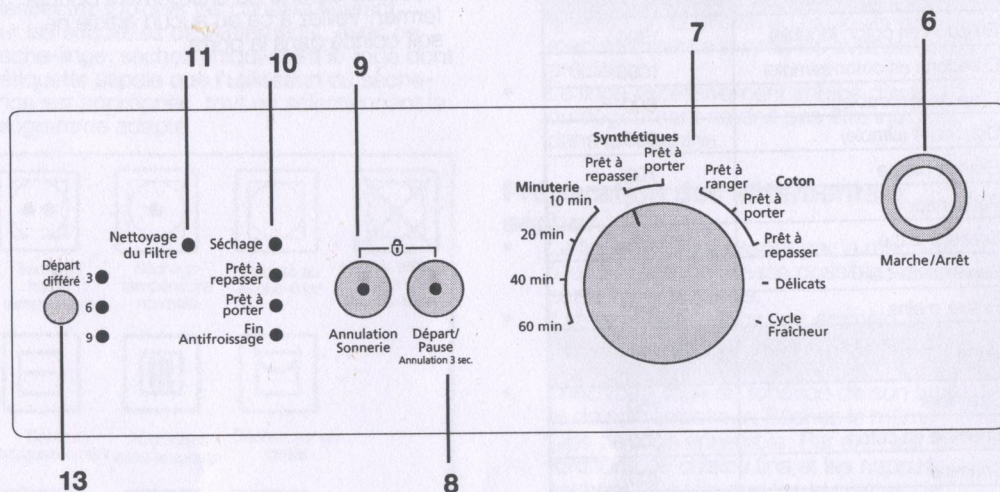 11
10
9
7
6
Synthétiques
Prêt à
repasser
Prêt à
porter
Prêt à
ranger
Coton
Prêt à
porter
Prêt à
repasser
Délicats
Cycle
Fraîcheur
Minuterie
10 min
20 min
40 min
60 min
Marche/Arrêt
Nettoyage
du Filtre
Séchage
Prêt à
repasser
Prêt à
porter
Fin
Antifroissage
Départ
différé
3
6
9
Annulation
Sonnerie
Départ/
Pause
Annulation 3 sec.
13
8